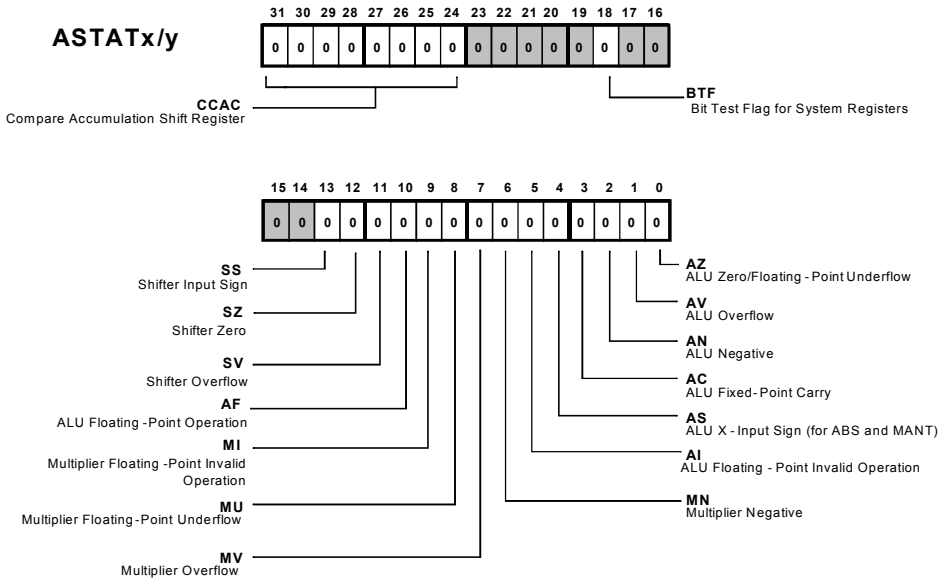 31 30 29 28 27 26 25 24 23 22 21 20 19 18 17 16
ASTATx/y
0 0 0 0 0 0 0 0 0 0 0 0 0 0 0 0
CCAC
Compare Accumulation Shift Register
BTF
Bit Test Flag for System Registers
15 14 13 12 11 10 9 8 7 6 5 4 3 2 1 0
0 0 0 0 0 0 0 0 0 0 0 0 0 0 0 0
SS
Shifter Input Sign
SZ
Shifter Zero
SV
Shifter Overflow
AF
ALU Floating-Point Operation
MI
Multiplier Floating-Point Invalid
Operation
MU
Multiplier Floating-Point Underflow
MV
Multiplier Overflow
AZ
ALU Zero/Floating-Point Underflow
AV
ALU Overflow
AN
ALU Negative
AC
ALU Fixed-Point Carry
AS
ALU X-Input Sign (for ABS and MANT)
AI
ALU Floating-Point Invalid Operation
MN
Multiplier Negative